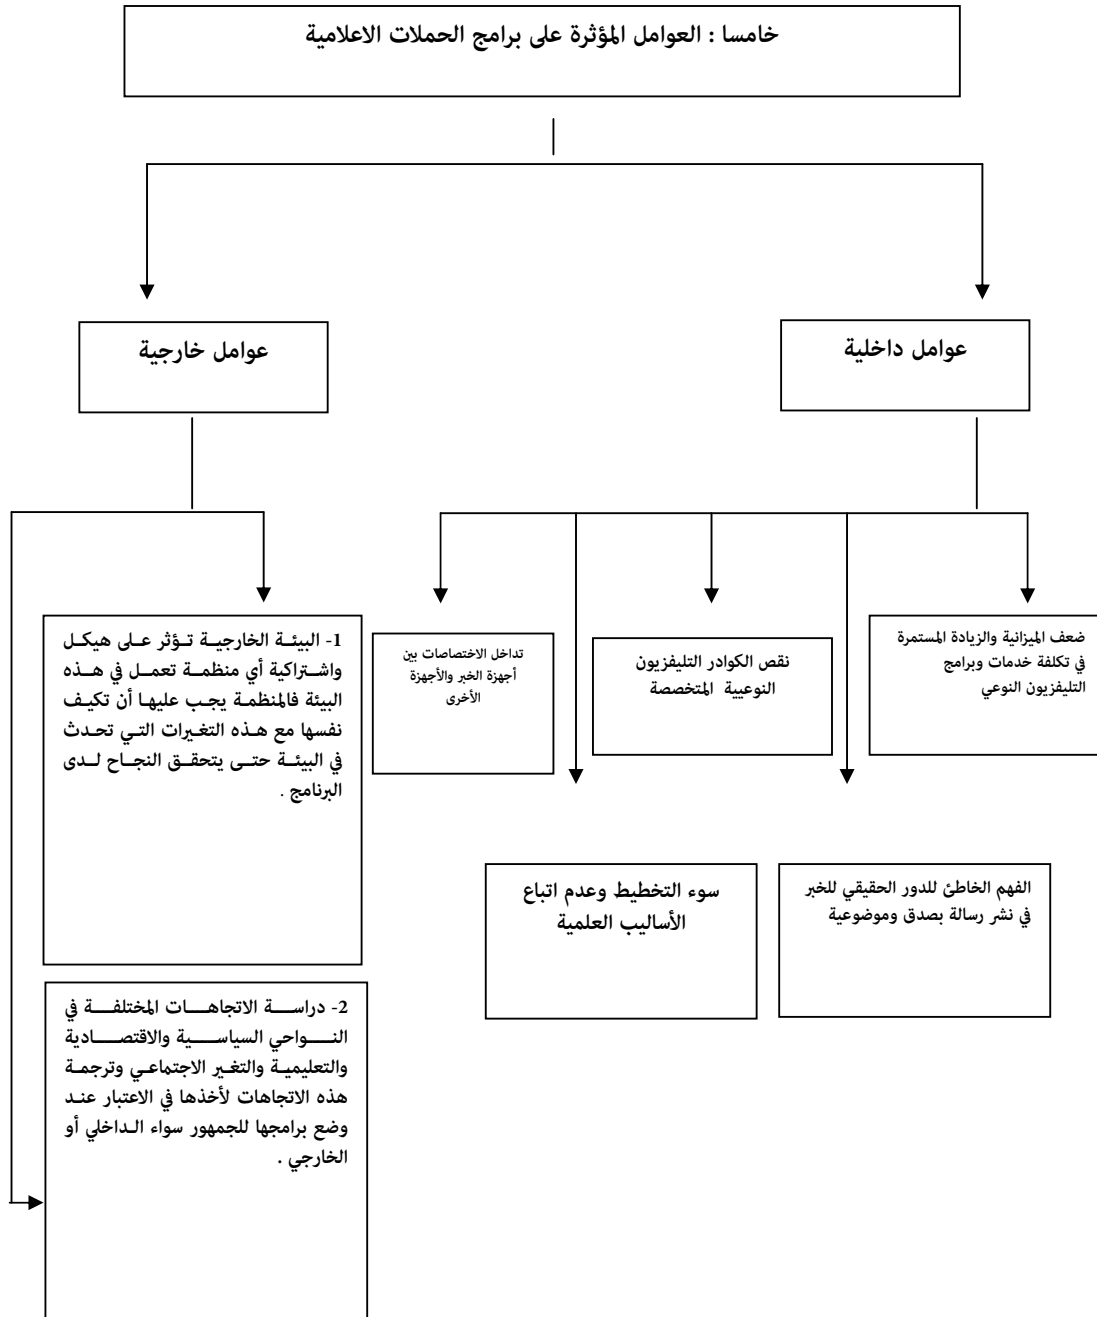 خامسا : العوامل المؤثرة على برامج الحملات الاعلامية
عوامل داخلية
عوامل خارجية
ضعف الميزانية والزيادة المستمرة
في تكلفة خدمات وبرامج
التليفزيون النوعي
نقص الكوادر التليفزيون
النوعيية المتخصصة
تداخل الاختصاصات بين
أجهزة الخبر والأجهزة
الأخرى
الفهم الخاطئ للدور الحقيقي للخبر
في نشر رسالة بصدق وموضوعية
سوء التخطيط وعدم اتباع
الأساليب العلمية
1- البيئة الخارجية تؤثر على هيكل
واشتراكية أي منظمة تعمل في هذه
البيئة فالمنظمة يجب عليها أن تكيف
نفسها مع هذه التغيرات التي تحدث
في البيئة حتى يتحقق النجاح لدى
البرنامج .
2- دراسة الاتجاهات المختلفة في
النواحي السياسية والاقتصادية
والتعليمية والتغير الاجتماعي وترجمة
هذه الاتجاهات لأخذها في الاعتبار عند
وضع برامجها للجمهور سواء الداخلي أو
الخارجي .